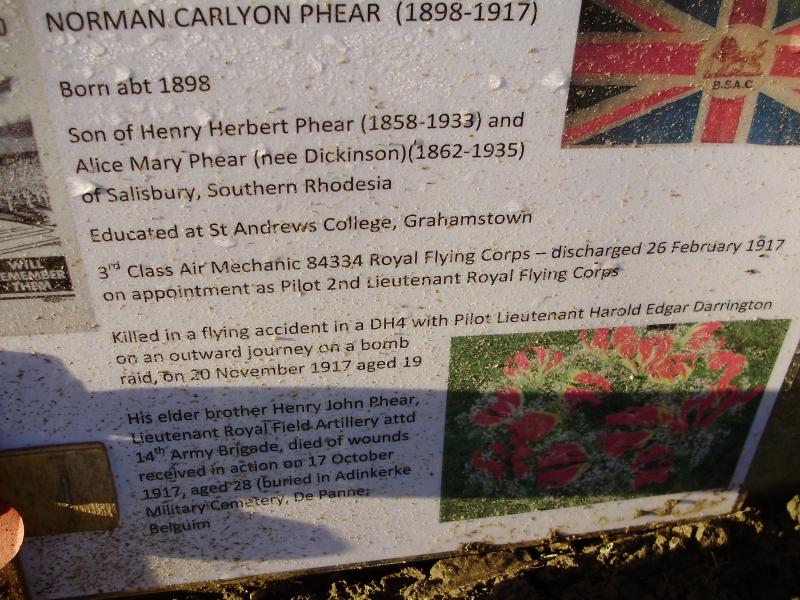 NORMAN CARLYON PHEAR (1898-1917)
B.S.A.C
Born abt 1898
Son of Henry Herbert Phear (1858-1933) and
Alice Mary Phear (nee Dickinson)(1862-1935)
of Salisbury, Southern Rhodesia
Educated at St Andrews College, Grahamstown
3rd Class Air Mechanic 84334 Royal Flying Corps – discharged 26 February 1917
on appointment as Pilot 2nd Lieutenant Royal Flying Corps
WILL
REMEMBER
THEM
Killed in a flying accident in a DH4 with Pilot Lieutenant Harold Edgar Darrington
on an outward journey on a bomb
raid, on 20 November 1917 aged 19
His elder brother Henry John Phear,
Lieutenant Royal Field Artillery attd
14th Army Brigade, died of wounds
received in action on 17 October
1917, aged 28 (buried in Adinkerke
Military Cemetery, De Panne;
Belguim